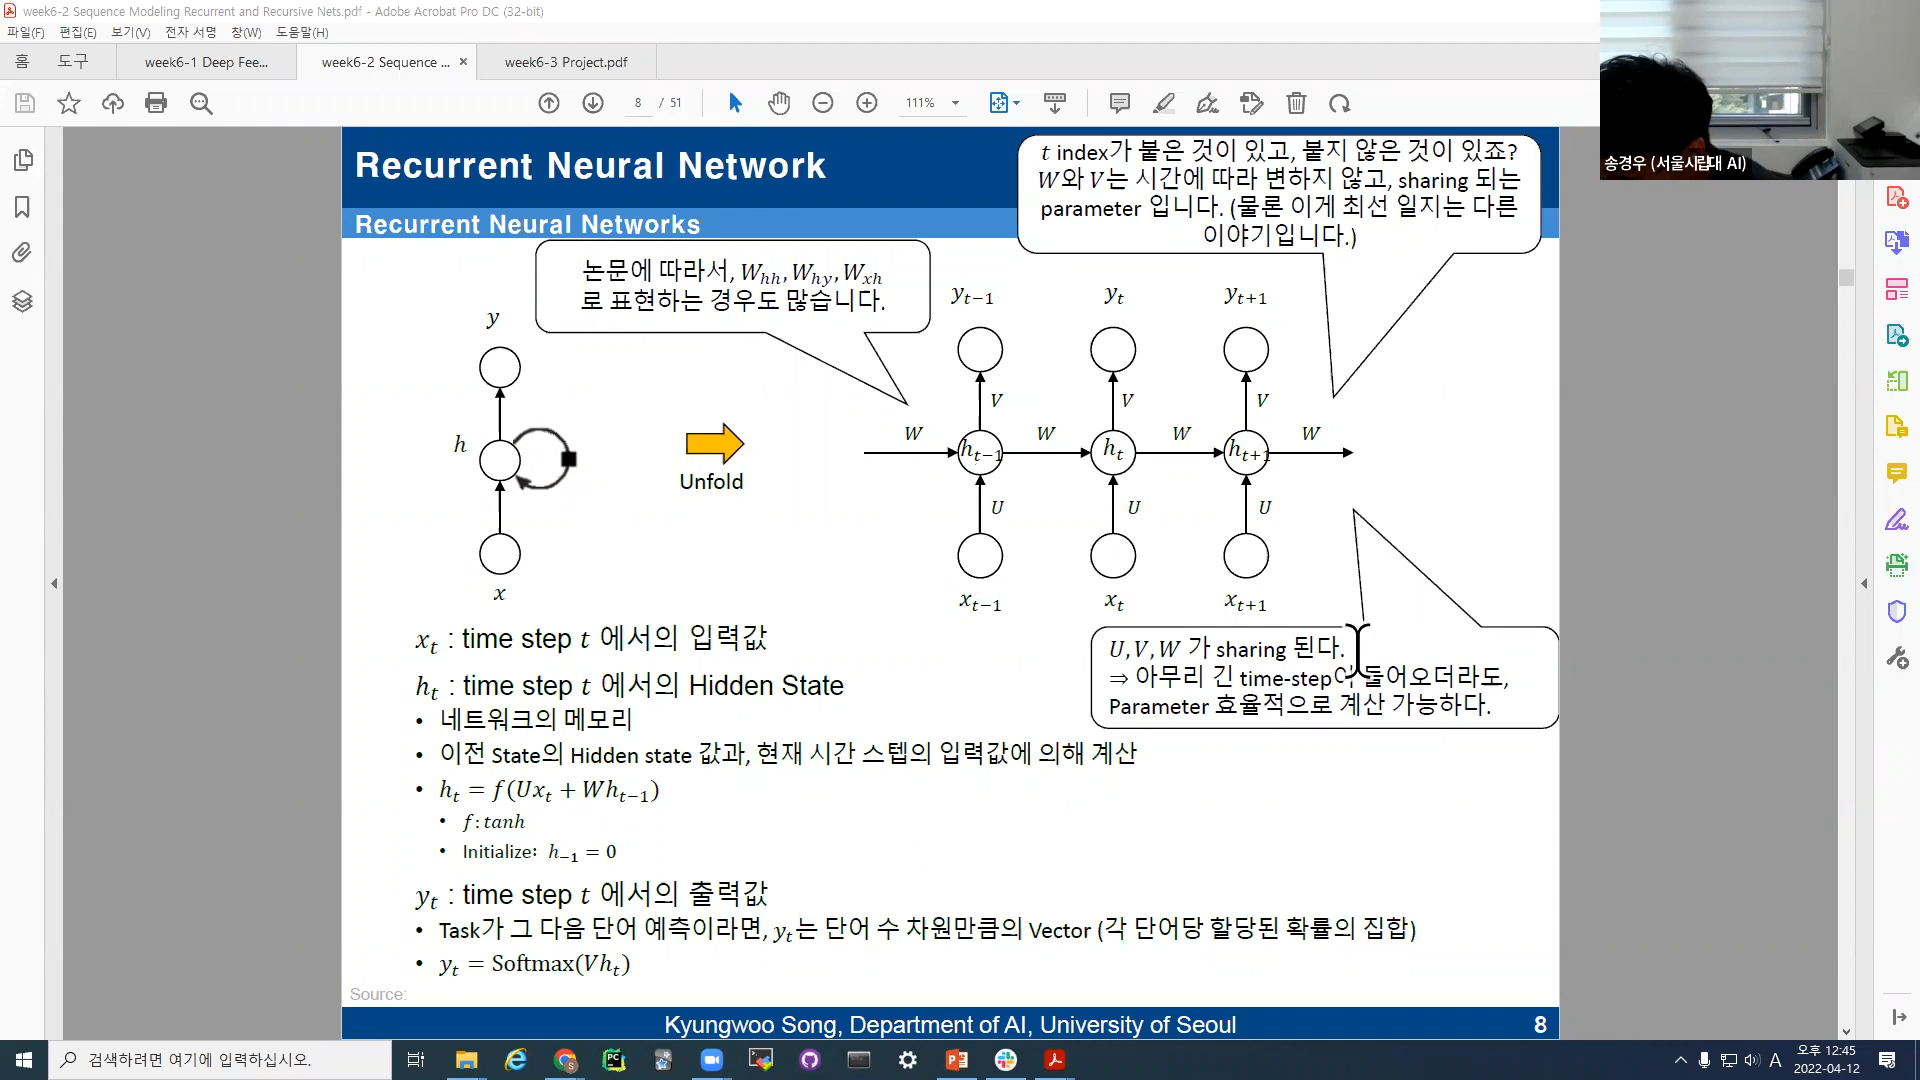 week6-2 Sequence Modeling Recurrent and Recursive Nets.pdf - Adobe Acrobat Pro DC (32-bit)
파일(F) 편집(E) 보기(V) 전자 서명 창(W) 도움말(H)
홈 도구 week6-1 Deep Fee... week6-2 Sequence ... × week6-3 Project.pdf
8 / 51 111%
송경우 (서울시립대 AI)
Recurrent Neural Network
Recurrent Neural Networks
t index가 붙은 것이 있고, 붙지 않은 것이 있죠?
W와 V는 시간에 따라 변하지 않고, sharing 되는
parameter 입니다. (물론 이게 최선 일지는 다른
이야기입니다.)
논문에 따라서, W_{hh}, W_{hy}, W_{xh}
로 표현하는 경우도 많습니다.
y
h
x
Unfold
y_{t-1} y_t y_{t+1}
V V V
W W W W
h_{t-1} h_t h_{t+1}
U U U
x_{t-1} x_t x_{t+1}
U, V, W 가 sharing 된다.
⇒ 아무리 긴 time-step이 들어오더라도,
Parameter 효율적으로 계산 가능하다.
x_t : time step t 에서의 입력값
h_t : time step t 에서의 Hidden State
• 네트워크의 메모리
• 이전 State의 Hidden state 값과, 현재 시간 스텝의 입력값에 의해 계산
• h_t = f(Ux_t + Wh_{t-1})
• f: tanh
• Initialize: h_{-1} = 0
y_t : time step t 에서의 출력값
• Task가 그 다음 단어 예측이라면, y_t는 단어 수 차원만큼의 Vector (각 단어당 할당된 확률의 집합)
• y_t = Softmax(Vh_t)
Source:
Kyungwoo Song, Department of AI, University of Seoul 8
검색하려면 여기에 입력하십시오.
A 오후 12:45
2022-04-12